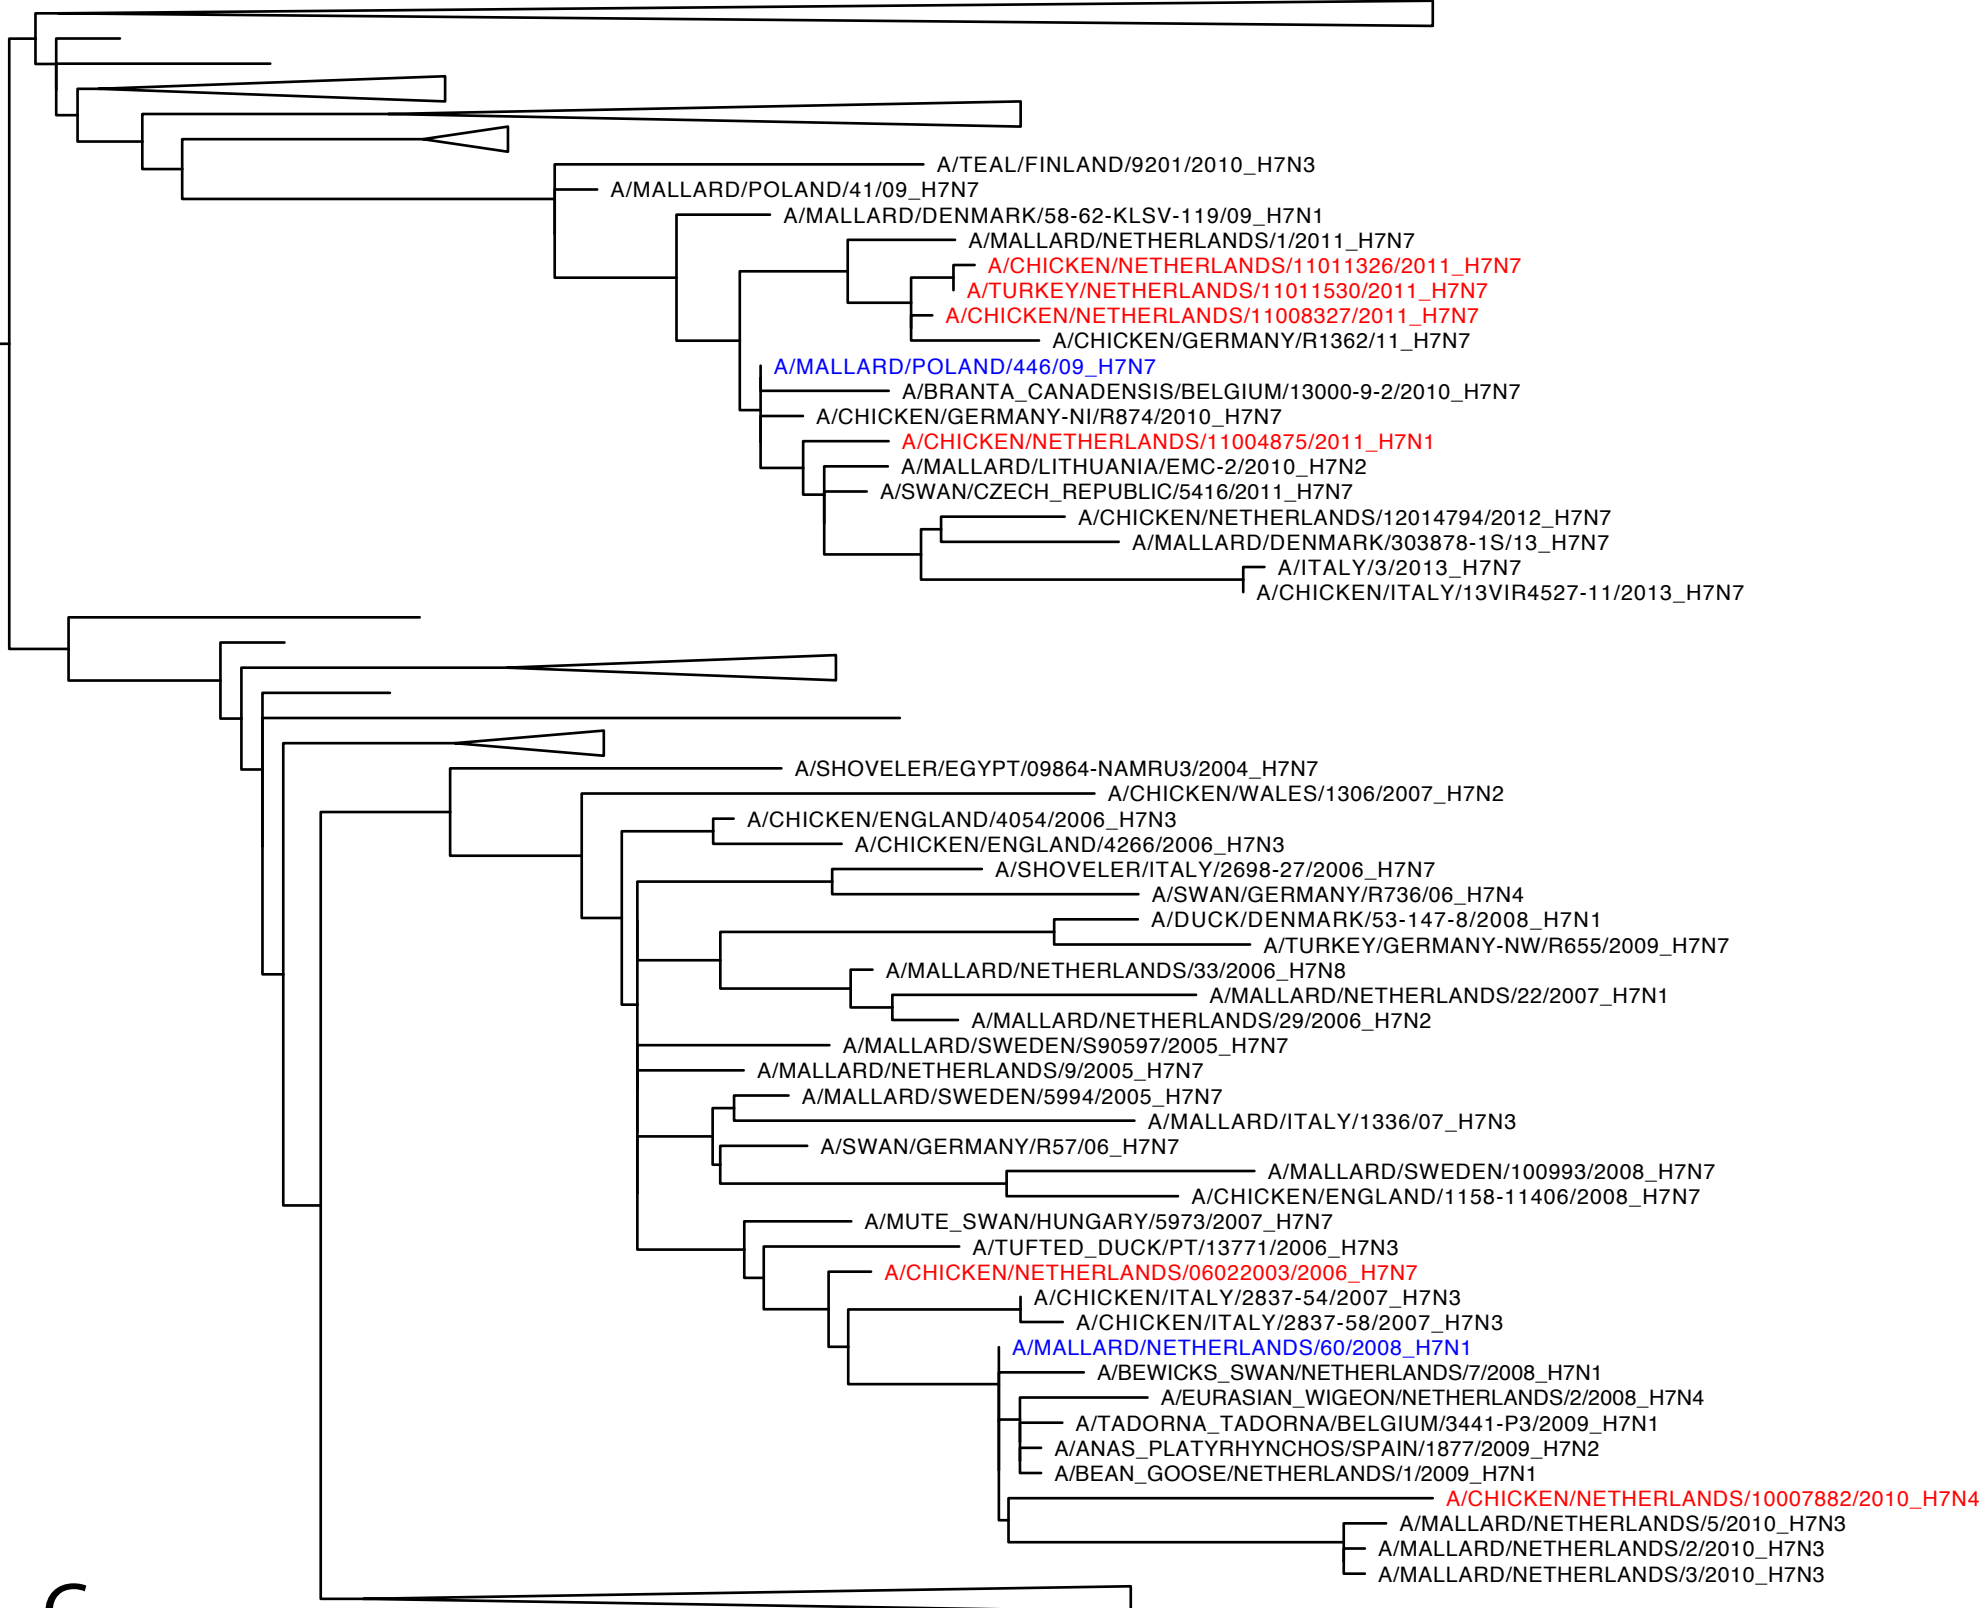 A/TEAL/FINLAND/9201/2010_H7N3
A/MALLARD/POLAND/41/09_H7N7
A/MALLARD/DENMARK/58-62-KLSV-119/09_H7N1
A/MALLARD/NETHERLANDS/1/2011_H7N7
A/CHICKEN/NETHERLANDS/11011326/2011_H7N7
A/TURKEY/NETHERLANDS/11011530/2011_H7N7
A/CHICKEN/NETHERLANDS/11008327/2011_H7N7
A/CHICKEN/GERMANY/R1362/11_H7N7
A/MALLARD/POLAND/446/09_H7N7
A/BRANTA_CANADENSIS/BELGIUM/13000-9-2/2010_H7N7
A/CHICKEN/GERMANY-NI/R874/2010_H7N7
A/CHICKEN/NETHERLANDS/11004875/2011_H7N1
A/MALLARD/LITHUANIA/EMC-2/2010_H7N2
A/SWAN/CZECH_REPUBLIC/5416/2011_H7N7
A/CHICKEN/NETHERLANDS/12014794/2012_H7N7
A/MALLARD/DENMARK/303878-1S/13_H7N7
A/ITALY/3/2013_H7N7
A/CHICKEN/ITALY/13VIR4527-11/2013_H7N7
A/SHOVELER/EGYPT/09864-NAMRU3/2004_H7N7
A/CHICKEN/WALES/1306/2007_H7N2
A/CHICKEN/ENGLAND/4054/2006_H7N3
A/CHICKEN/ENGLAND/4266/2006_H7N3
A/SHOVELER/ITALY/2698-27/2006_H7N7
A/SWAN/GERMANY/R736/06_H7N4
A/DUCK/DENMARK/53-147-8/2008_H7N1
A/TURKEY/GERMANY-NW/R655/2009_H7N7
A/MALLARD/NETHERLANDS/33/2006_H7N8
A/MALLARD/NETHERLANDS/22/2007_H7N1
A/MALLARD/NETHERLANDS/29/2006_H7N2
A/MALLARD/SWEDEN/S90597/2005_H7N7
A/MALLARD/NETHERLANDS/9/2005_H7N7
A/MALLARD/SWEDEN/5994/2005_H7N7
A/MALLARD/ITALY/1336/07_H7N3
A/SWAN/GERMANY/R57/06_H7N7
A/MALLARD/SWEDEN/100993/2008_H7N7
A/CHICKEN/ENGLAND/1158-11406/2008_H7N7
A/MUTE_SWAN/HUNGARY/5973/2007_H7N7
A/TUFTED_DUCK/PT/13771/2006_H7N3
A/CHICKEN/NETHERLANDS/06022003/2006_H7N7
A/CHICKEN/ITALY/2837-54/2007_H7N3
A/CHICKEN/ITALY/2837-58/2007_H7N3
A/MALLARD/NETHERLANDS/60/2008_H7N1
A/BEWICKS_SWAN/NETHERLANDS/7/2008_H7N1
A/EURASIAN_WIGEON/NETHERLANDS/2/2008_H7N4
A/TADORNA_TADORNA/BELGIUM/3441-P3/2009_H7N1
A/ANAS_PLATYRHYNCHOS/SPAIN/1877/2009_H7N2
A/BEAN_GOOSE/NETHERLANDS/1/2009_H7N1
A/CHICKEN/NETHERLANDS/10007882/2010_H7N4
A/MALLARD/NETHERLANDS/5/2010_H7N3
A/MALLARD/NETHERLANDS/2/2010_H7N3
A/MALLARD/NETHERLANDS/3/2010_H7N3